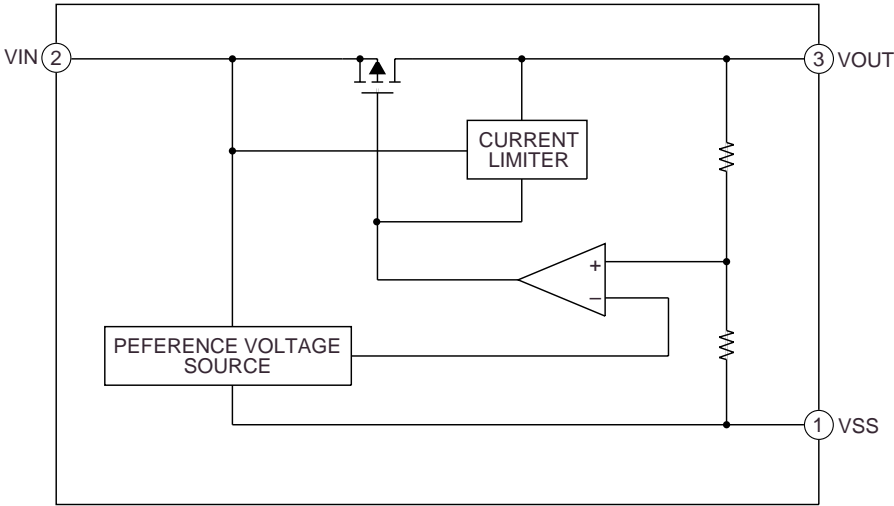 VIN 2
3 VOUT
CURRENT
LIMITER
+
−
PEFERENCE VOLTAGE
SOURCE
1 VSS